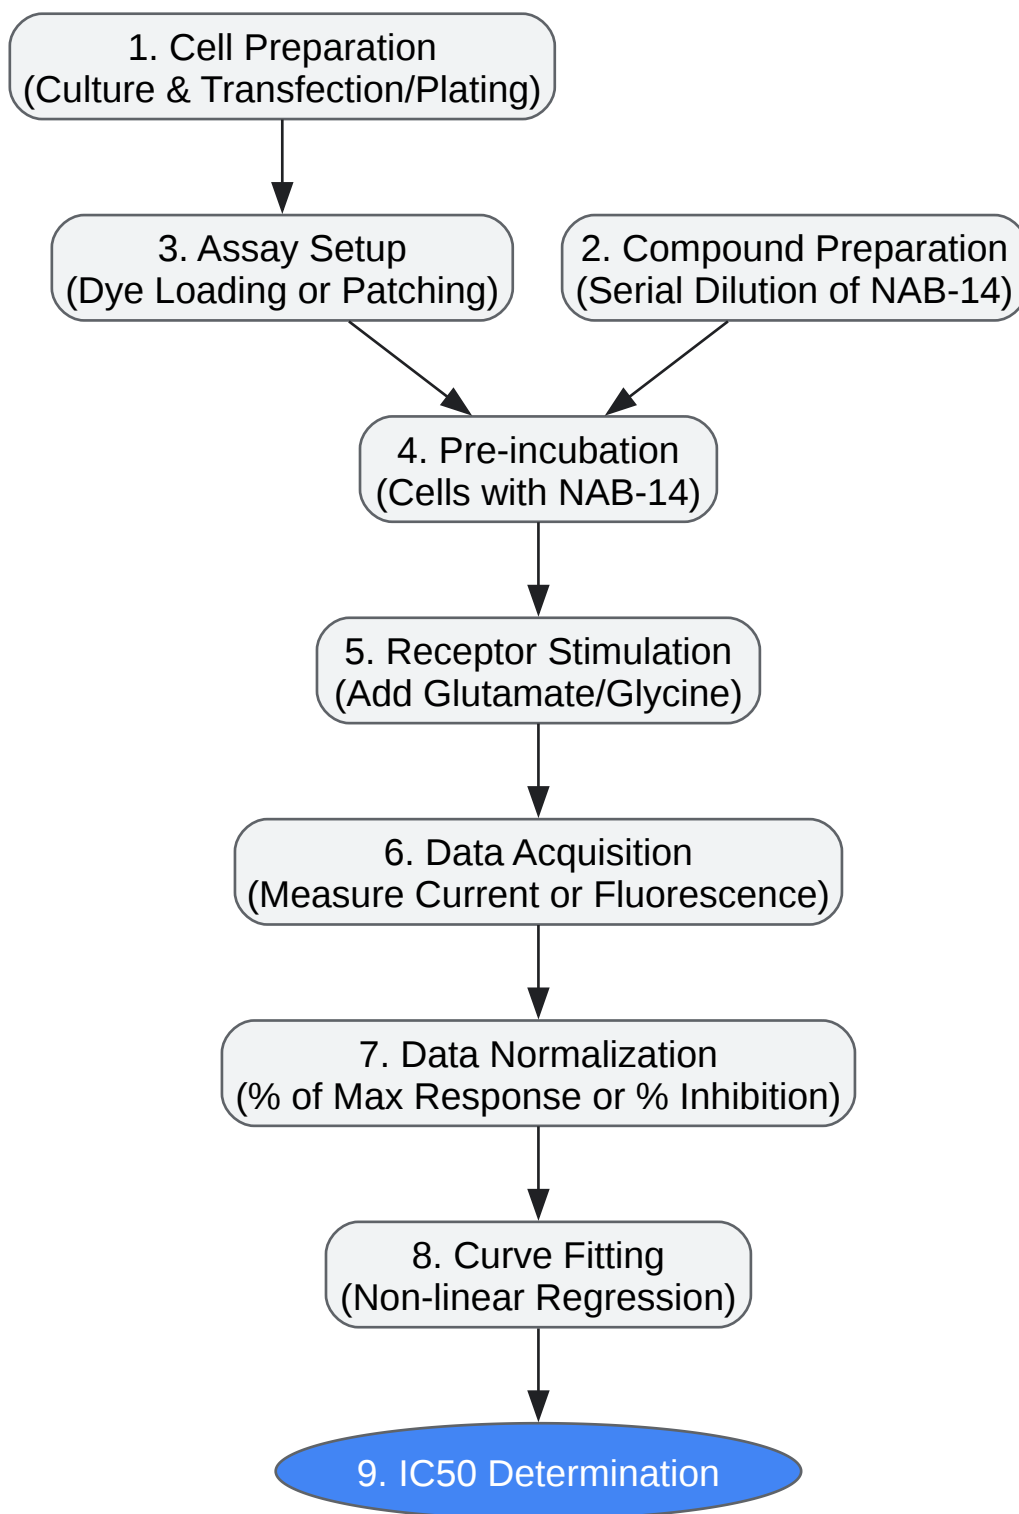 1. Cell Preparation
(Culture & Transfection/Plating)
3. Assay Setup
(Dye Loading or Patching)
2. Compound Preparation
(Serial Dilution of NAB-14)
4. Pre-incubation
(Cells with NAB-14)
5. Receptor Stimulation
(Add Glutamate/Glycine)
6. Data Acquisition
(Measure Current or Fluorescence)
7. Data Normalization
(% of Max Response or % Inhibition)
8. Curve Fitting
(Non-linear Regression)
9. IC50 Determination